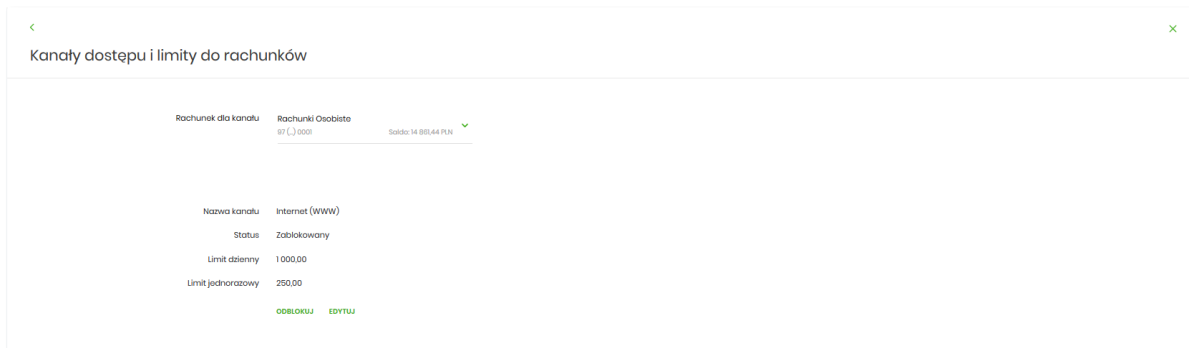 Kanały dostępu i limity do rachunków
Rachunek dla kanału Rachunki Osobiste
97 (...) 0001 Saldo: 14 861,44 PLN
Nazwa kanału Internet (WWW)
Status Zablokowany
Limit dzienny 1 000,00
Limit jednorazowy 250,00
ODBLOKUJ EDYTUJ